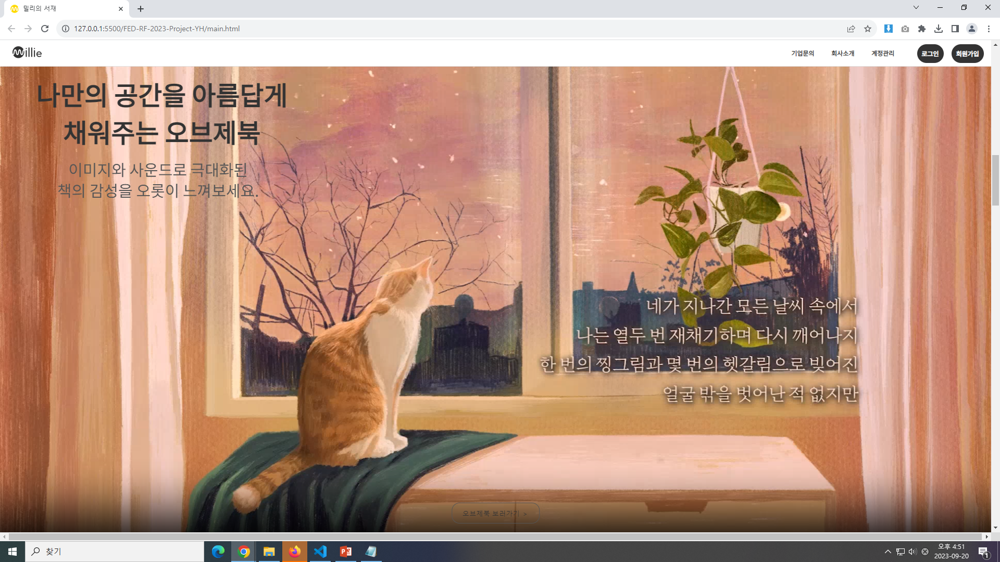 밀리의 서재
127.0.0.1:5500/FED-RF-2023-Project-YH/main.html
millie
기업문의
회사소개
계정관리
로그인
회원가입
나만의 공간을 아름답게
채워주는 오브제북
이미지와 사운드로 극대화된
책의 감성을 오롯이 느껴보세요.
네가 지나간 모든 날씨 속에서
나는 열두 번 재채기하며 다시 깨어나지
한 번의 찡그림과 몇 번의 헷갈림으로 빚어진
얼굴 밖을 벗어난 적 없지만
오브제북 보러가기 >
찾기
오후 4:51
2023-09-20
1